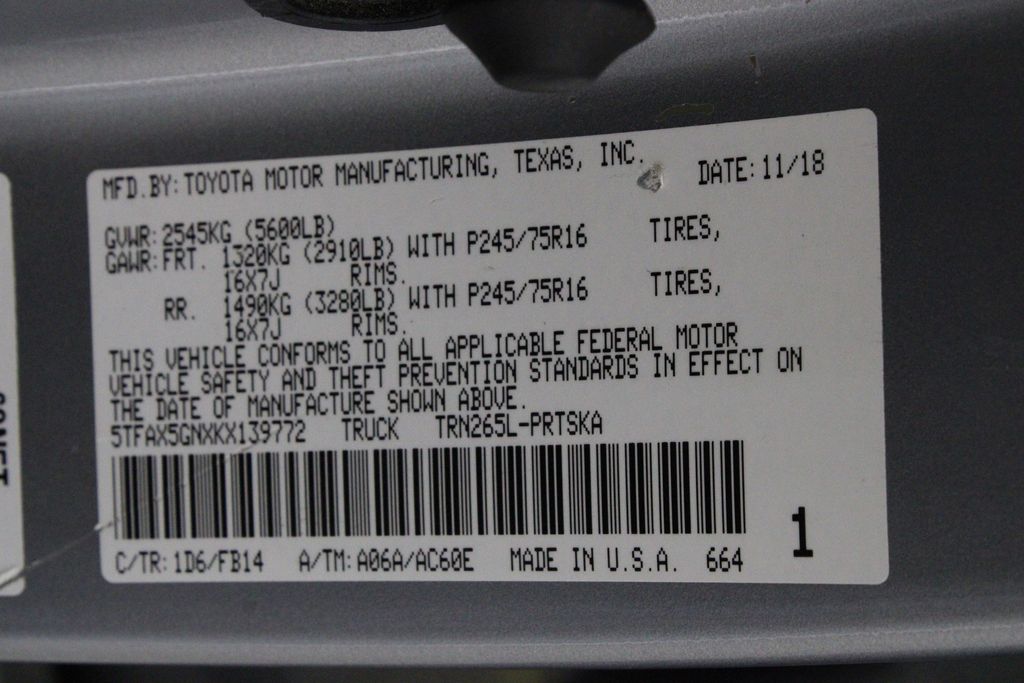 MFD.BY: TOYOTA MOTOR MANUFACTURING, TEXAS, INC. DATE: 11/18
GVWR: 2545KG (5600LB)
GAWR: FRT. 1320KG (2910LB) WITH P245/75R16 TIRES,
16X7J RIMS.
RR. 1490KG (3280LB) WITH P245/75R16 TIRES,
16X7J RIMS.
THIS VEHICLE CONFORMS TO ALL APPLICABLE FEDERAL MOTOR
VEHICLE SAFETY AND THEFT PREVENTION STANDARDS IN EFFECT ON
THE DATE OF MANUFACTURE SHOWN ABOVE.
5TFAX5GNXKX139772 TRUCK TRN265L-PRTSKA
C/TR: 1D6/FB14 A/TM: A06A/AC60E MADE IN U.S.A. 664
1